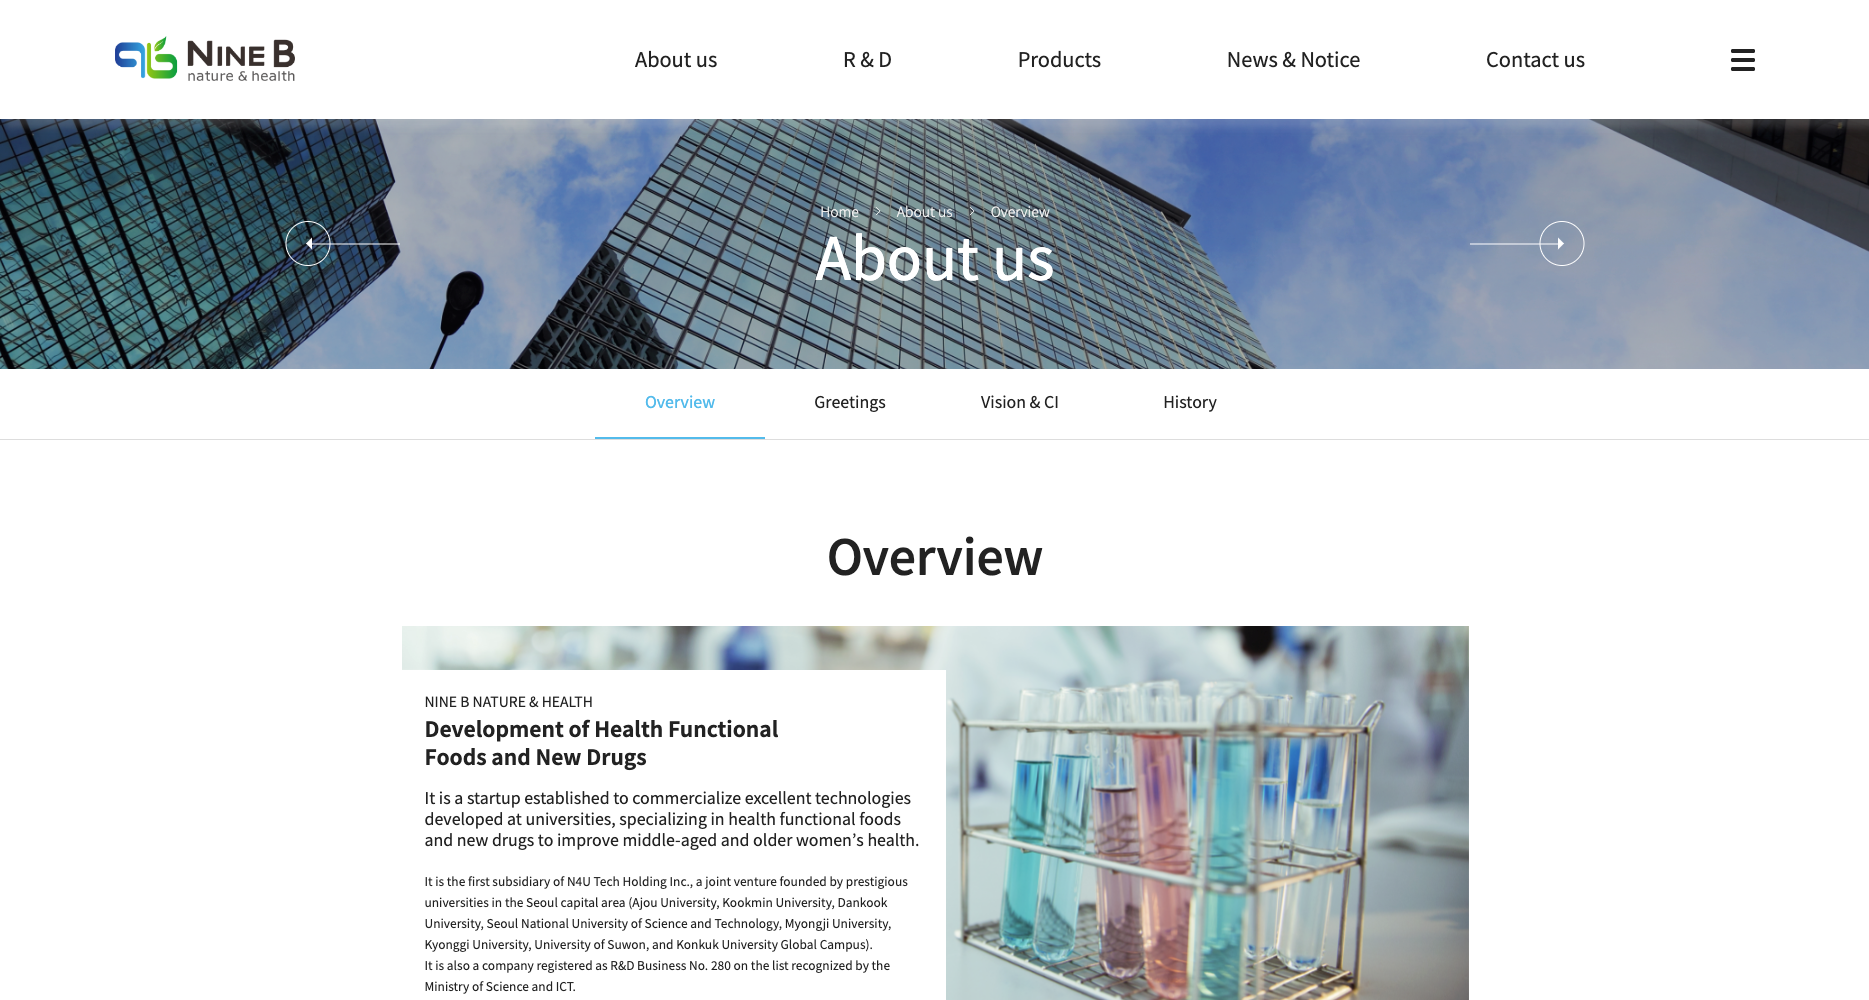 NINE B
nature & health
About us
R & D
Products
News & Notice
Contact us
Home > About us > Overview
About us
Overview
Greetings
Vision & CI
History
Overview
NINE B NATURE & HEALTH
Development of Health Functional
Foods and New Drugs
It is a startup established to commercialize excellent technologies
developed at universities, specializing in health functional foods
and new drugs to improve middle-aged and older women’s health.
It is the first subsidiary of N4U Tech Holding Inc., a joint venture founded by prestigious
universities in the Seoul capital area (Ajou University, Kookmin University, Dankook
University, Seoul National University of Science and Technology, Myongji University,
Kyonggi University, University of Suwon, and Konkuk University Global Campus).
It is also a company registered as R&D Business No. 280 on the list recognized by the
Ministry of Science and ICT.